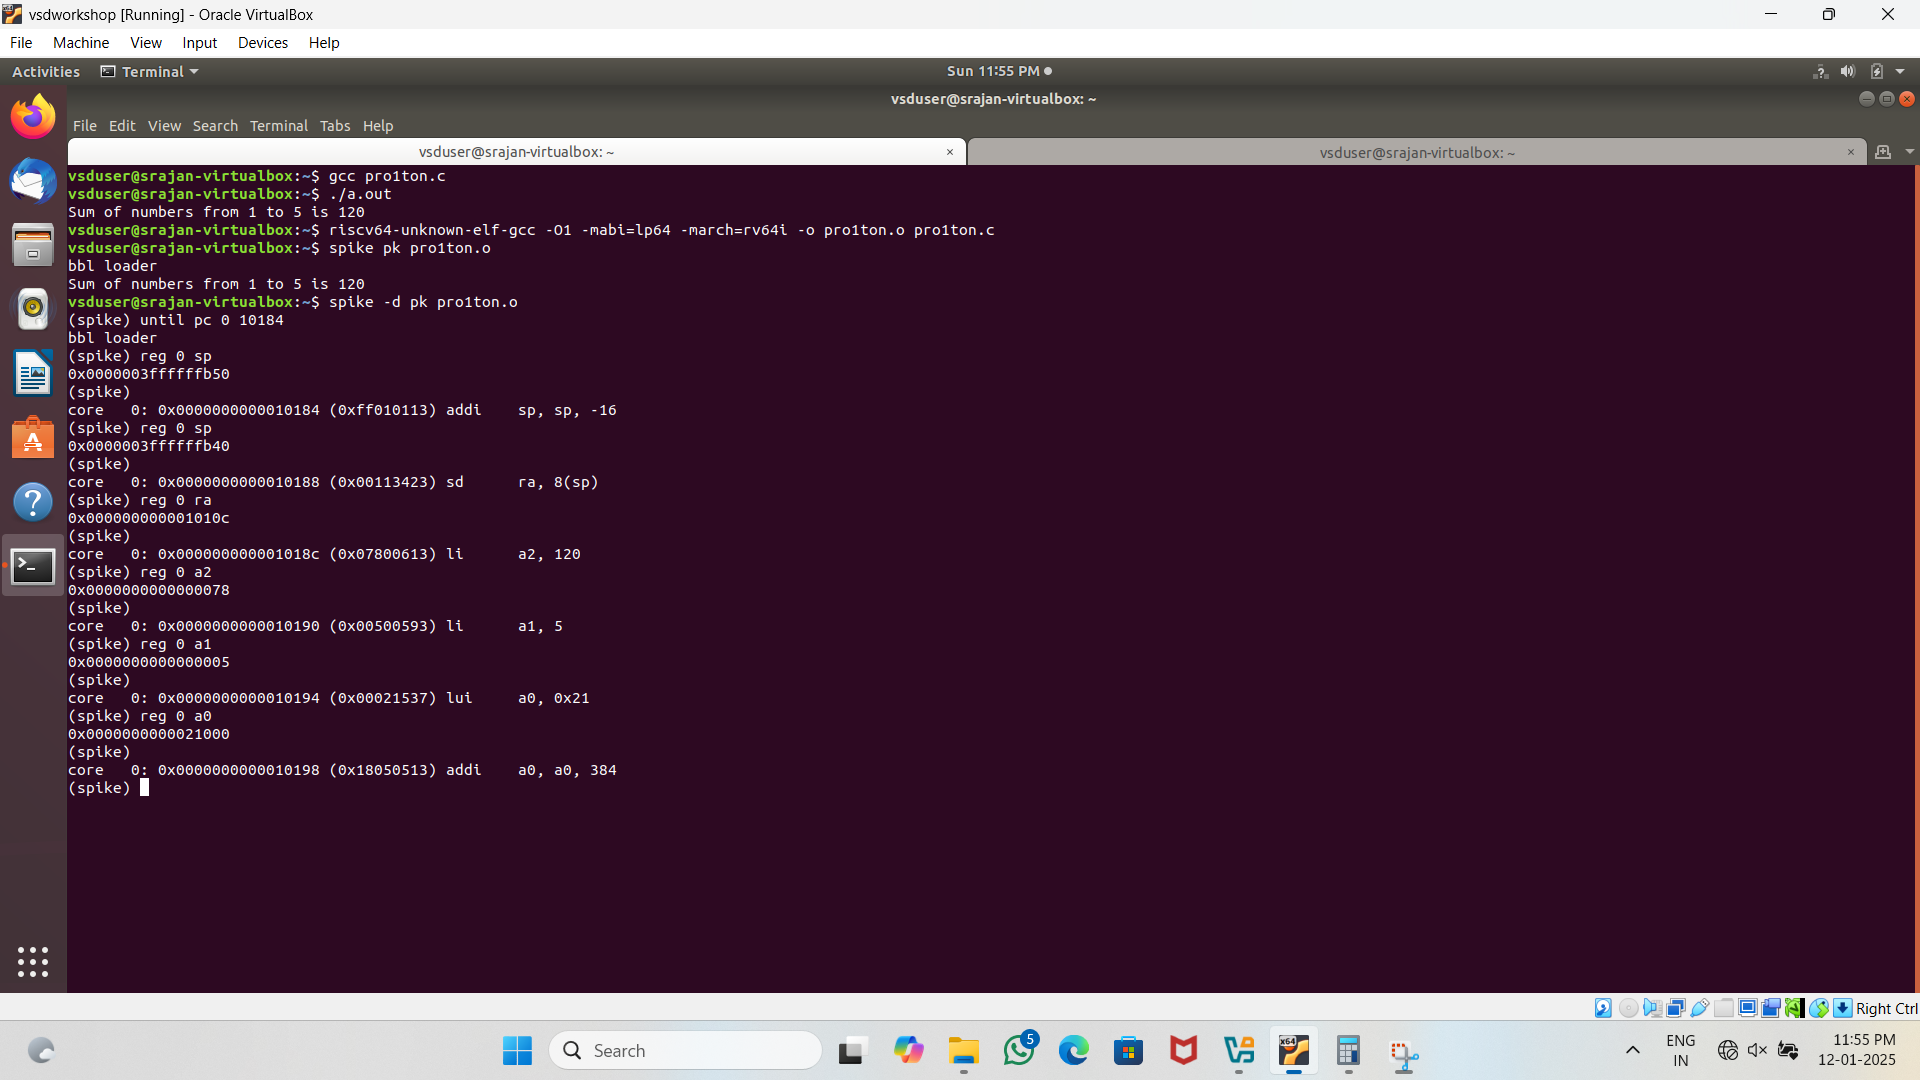 vsdworkshop [Running] - Oracle VirtualBox
File Machine View Input Devices Help
Activities Terminal Sun 11:55 PM
vsduser@srajan-virtualbox: ~
File Edit View Search Terminal Tabs Help
vsduser@srajan-virtualbox: ~ × vsduser@srajan-virtualbox: ~ ×
vsduser@srajan-virtualbox:~$ gcc pro1ton.c
vsduser@srajan-virtualbox:~$ ./a.out
Sum of numbers from 1 to 5 is 120
vsduser@srajan-virtualbox:~$ riscv64-unknown-elf-gcc -O1 -mabi=lp64 -march=rv64i -o pro1ton.o pro1ton.c
vsduser@srajan-virtualbox:~$ spike pk pro1ton.o
bbl loader
Sum of numbers from 1 to 5 is 120
vsduser@srajan-virtualbox:~$ spike -d pk pro1ton.o
(spike) until pc 0 10184
bbl loader
(spike) reg 0 sp
0x0000003ffffffb50
(spike)
core   0: 0x0000000000010184 (0xff010113) addi    sp, sp, -16
(spike) reg 0 sp
0x0000003ffffffb40
(spike)
core   0: 0x0000000000010188 (0x00113423) sd      ra, 8(sp)
(spike) reg 0 ra
0x000000000001010c
(spike)
core   0: 0x000000000001018c (0x07800613) li      a2, 120
(spike) reg 0 a2
0x0000000000000078
(spike)
core   0: 0x0000000000010190 (0x00500593) li      a1, 5
(spike) reg 0 a1
0x0000000000000005
(spike)
core   0: 0x0000000000010194 (0x00021537) lui     a0, 0x21
(spike) reg 0 a0
0x0000000000021000
(spike)
core   0: 0x0000000000010198 (0x18050513) addi    a0, a0, 384
(spike)
Right Ctrl
Search
5
x64
ENG
IN
11:55 PM
12-01-2025